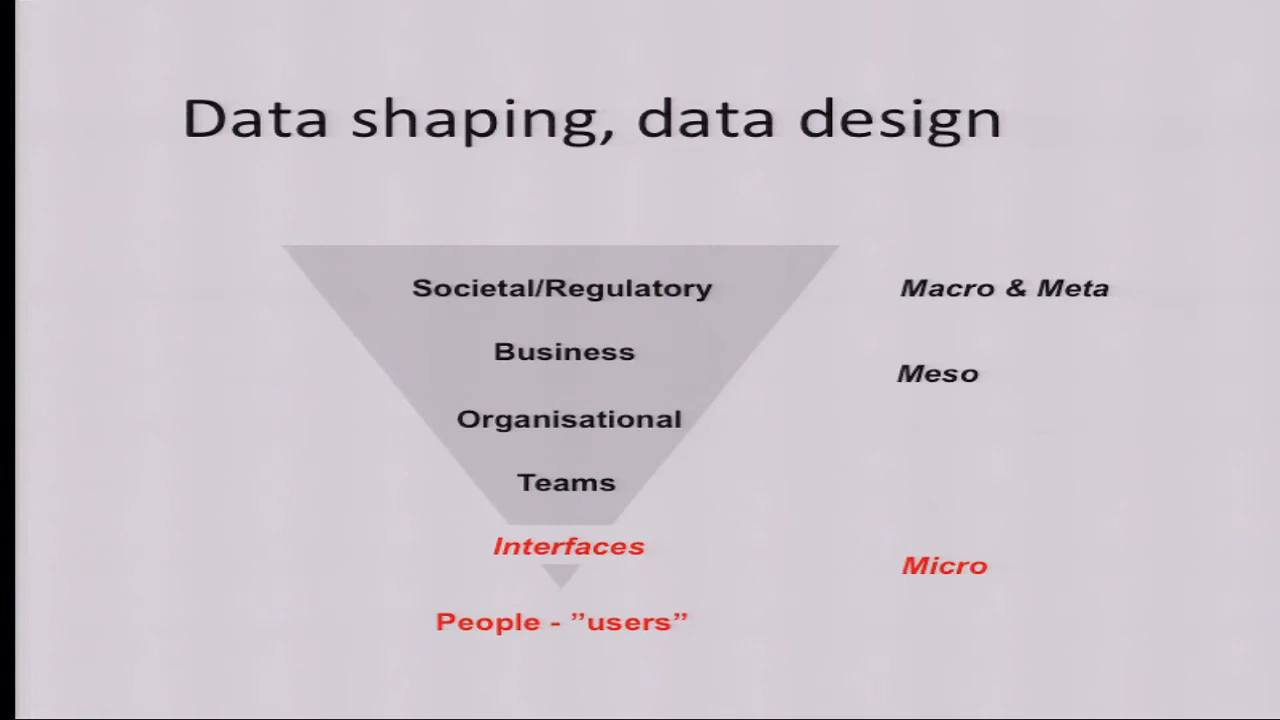 Data shaping, data design
Societal/Regulatory
Macro & Meta
Business
Meso
Organisational
Teams
Interfaces
Micro
People - ”users”